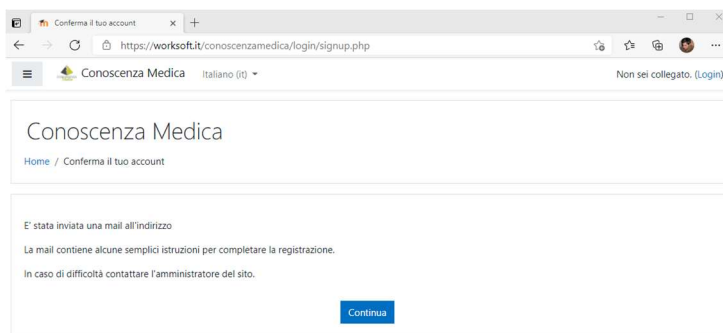 Conferma il tuo account
https://worksoft.it/conoscenzamedica/login/signup.php
Conoscenza Medica
Italiano (it)
Non sei collegato. (Login)
Conoscenza Medica
Home / Conferma il tuo account
E' stata inviata una mail all'indirizzo
La mail contiene alcune semplici istruzioni per completare la registrazione.
In caso di difficoltà contattare l'amministratore del sito.
Continua